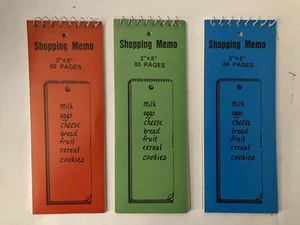 Shopping Memo
3"x8"
80 PAGES
Milk
eggs
cheese
bread
fruit
cereal
cookies
Shopping Memo
3"x8"
80 PAGES
Milk
eggs
cheese
bread
fruit
cereal
cookies
Shopping Memo
3"x8"
80 PAGES
Milk
eggs
cheese
bread
fruit
cereal
cookies